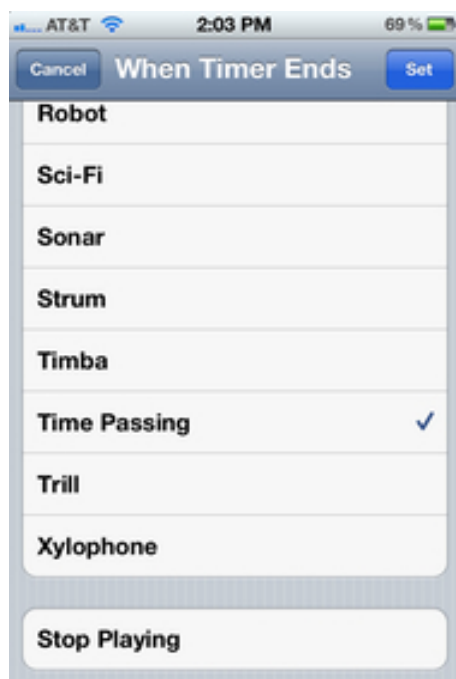 AT&T 2:03 PM 69%
Cancel When Timer Ends Set
Robot
Sci-Fi
Sonar
Strum
Timba
Time Passing
Trill
Xylophone
Stop Playing